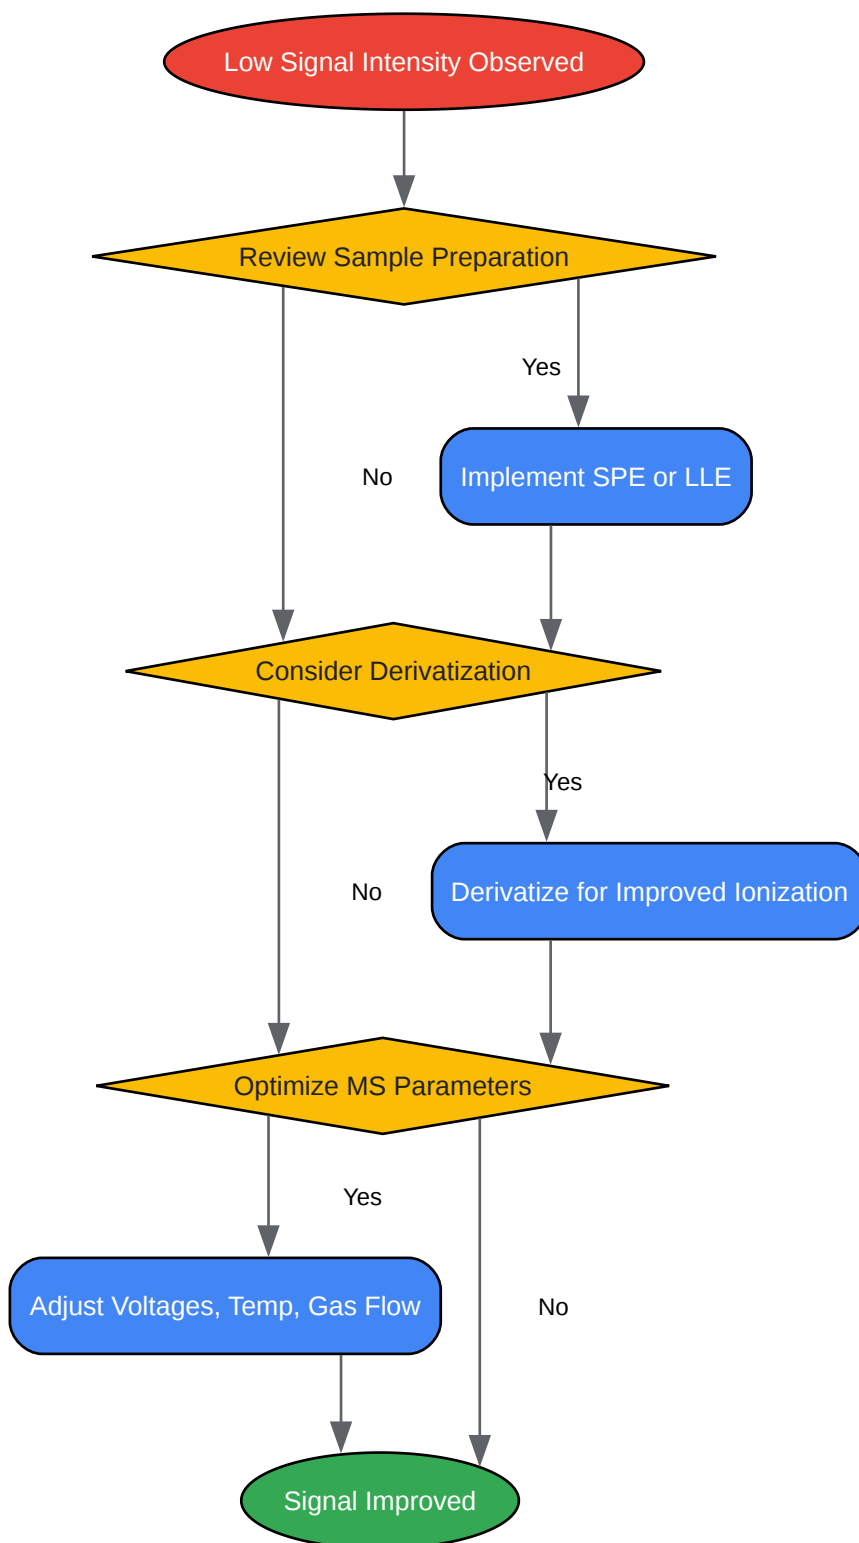 Low Signal Intensity Observed
Review Sample Preparation
Yes
No
Implement SPE or LLE
Consider Derivatization
Yes
No
Derivatize for Improved Ionization
Optimize MS Parameters
Yes
Adjust Voltages, Temp, Gas Flow
No
Signal Improved